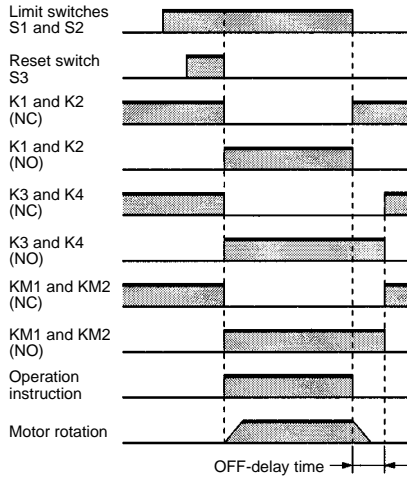 Limit switches
S1 and S2
Reset switch
S3
K1 and K2
(NC)
K1 and K2
(NO)
K3 and K4
(NC)
K3 and K4
(NO)
KM1 and KM2
(NC)
KM1 and KM2
(NO)
Operation
instruction
Motor rotation
OFF-delay time